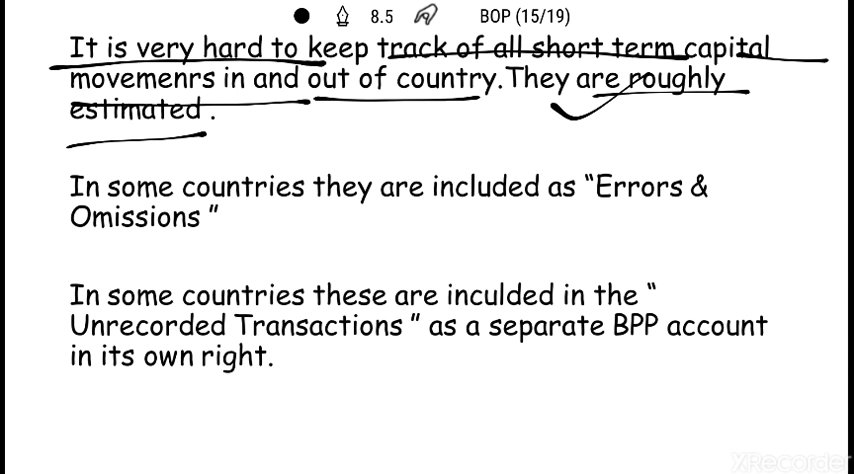 8.5 BOP (15/19)
It is very hard to keep track of all short term capital
movemenrs in and out of country.They are roughly
estimated .
In some countries they are included as “Errors &
Omissions ”
In some countries these are inculded in the “
Unrecorded Transactions ” as a separate BPP account
in its own right.
XRecorder